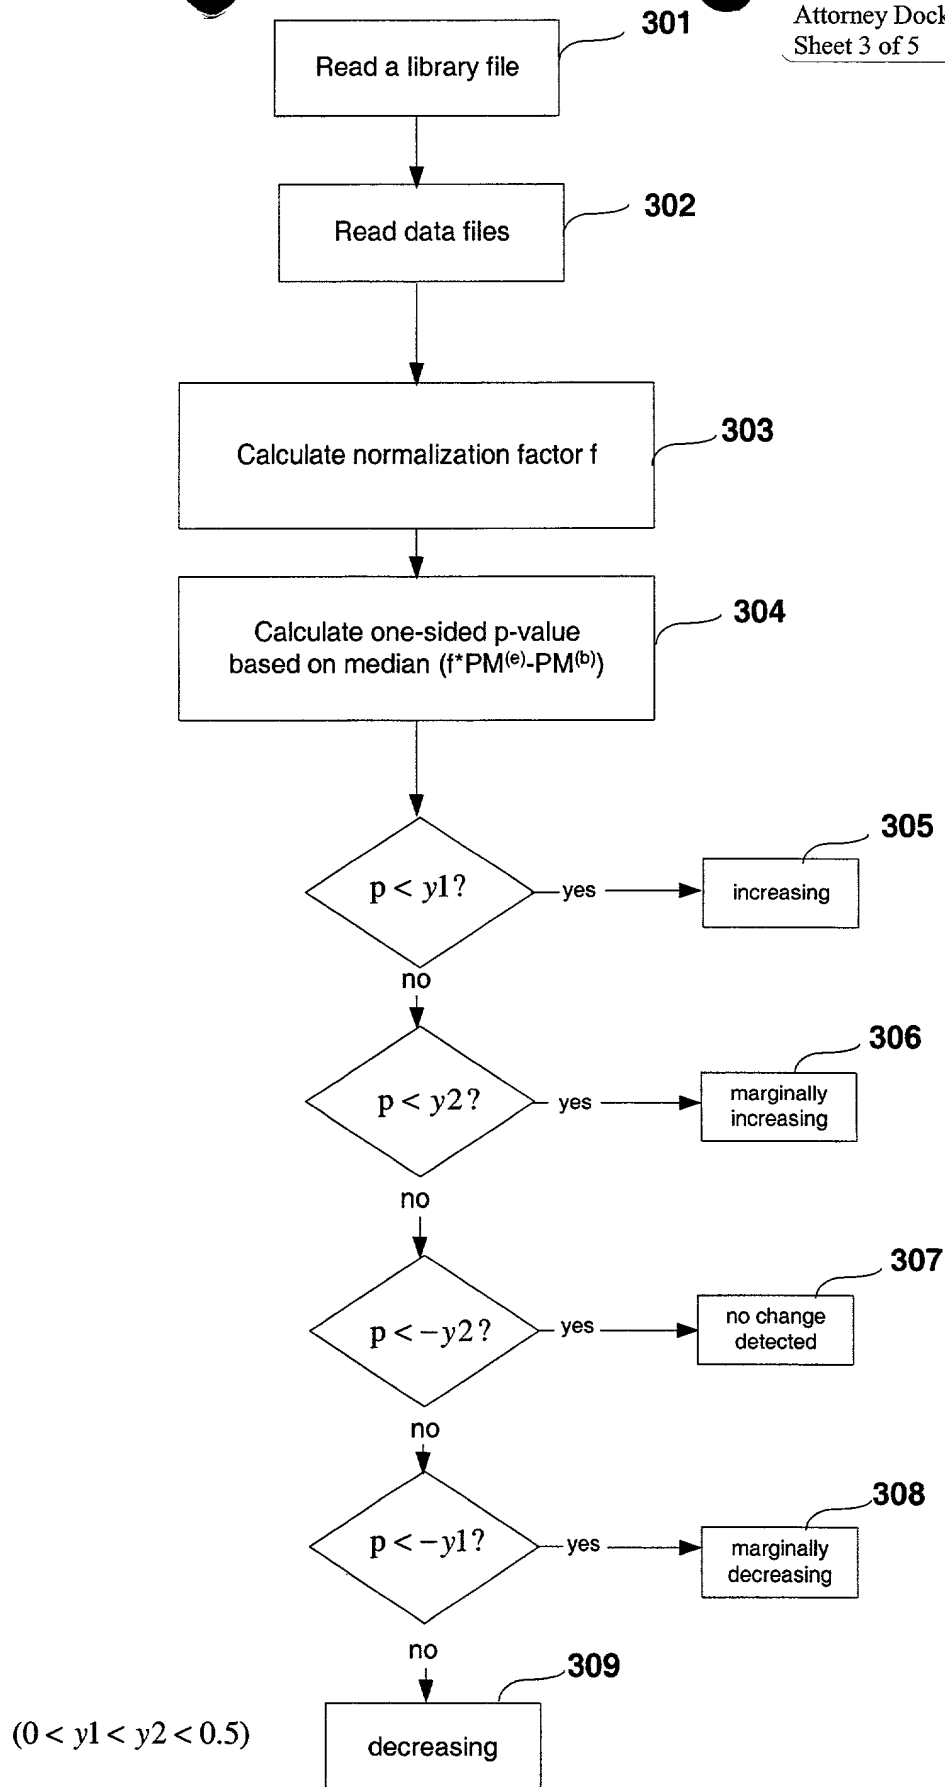 Attorney Dock
Sheet 3 of 5
301
Read a library file
302
Read data files
303
Calculate normalization factor f
304
Calculate one-sided p-value
based on median (f*PM(e)-PM(b))
305
p < y1?
yes
increasing
no
306
p < y2?
yes
marginally
increasing
no
307
p < -y2?
yes
no change
detected
no
308
p < -y1?
yes
marginally
decreasing
no
309
(0 < y1 < y2 < 0.5)
decreasing